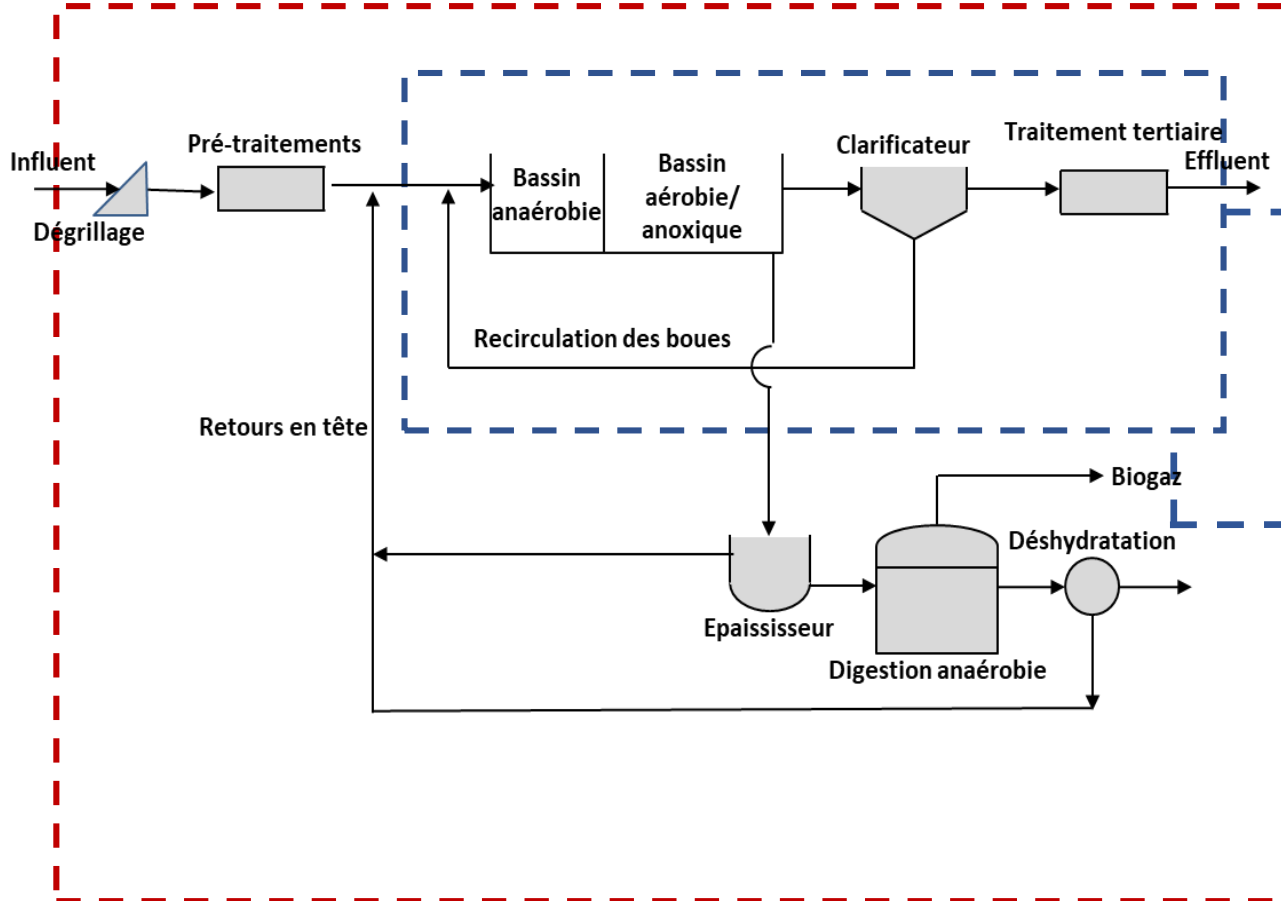 Influent
Dégrillage
Pré-traitements
Bassin
anaérobie
Bassin
aérobie/
anoxique
Clarificateur
Traitement tertiaire
Effluent
Recirculation des boues
Retours en tête
Biogaz
Epaississeur
Digestion anaérobie
Déshydratation